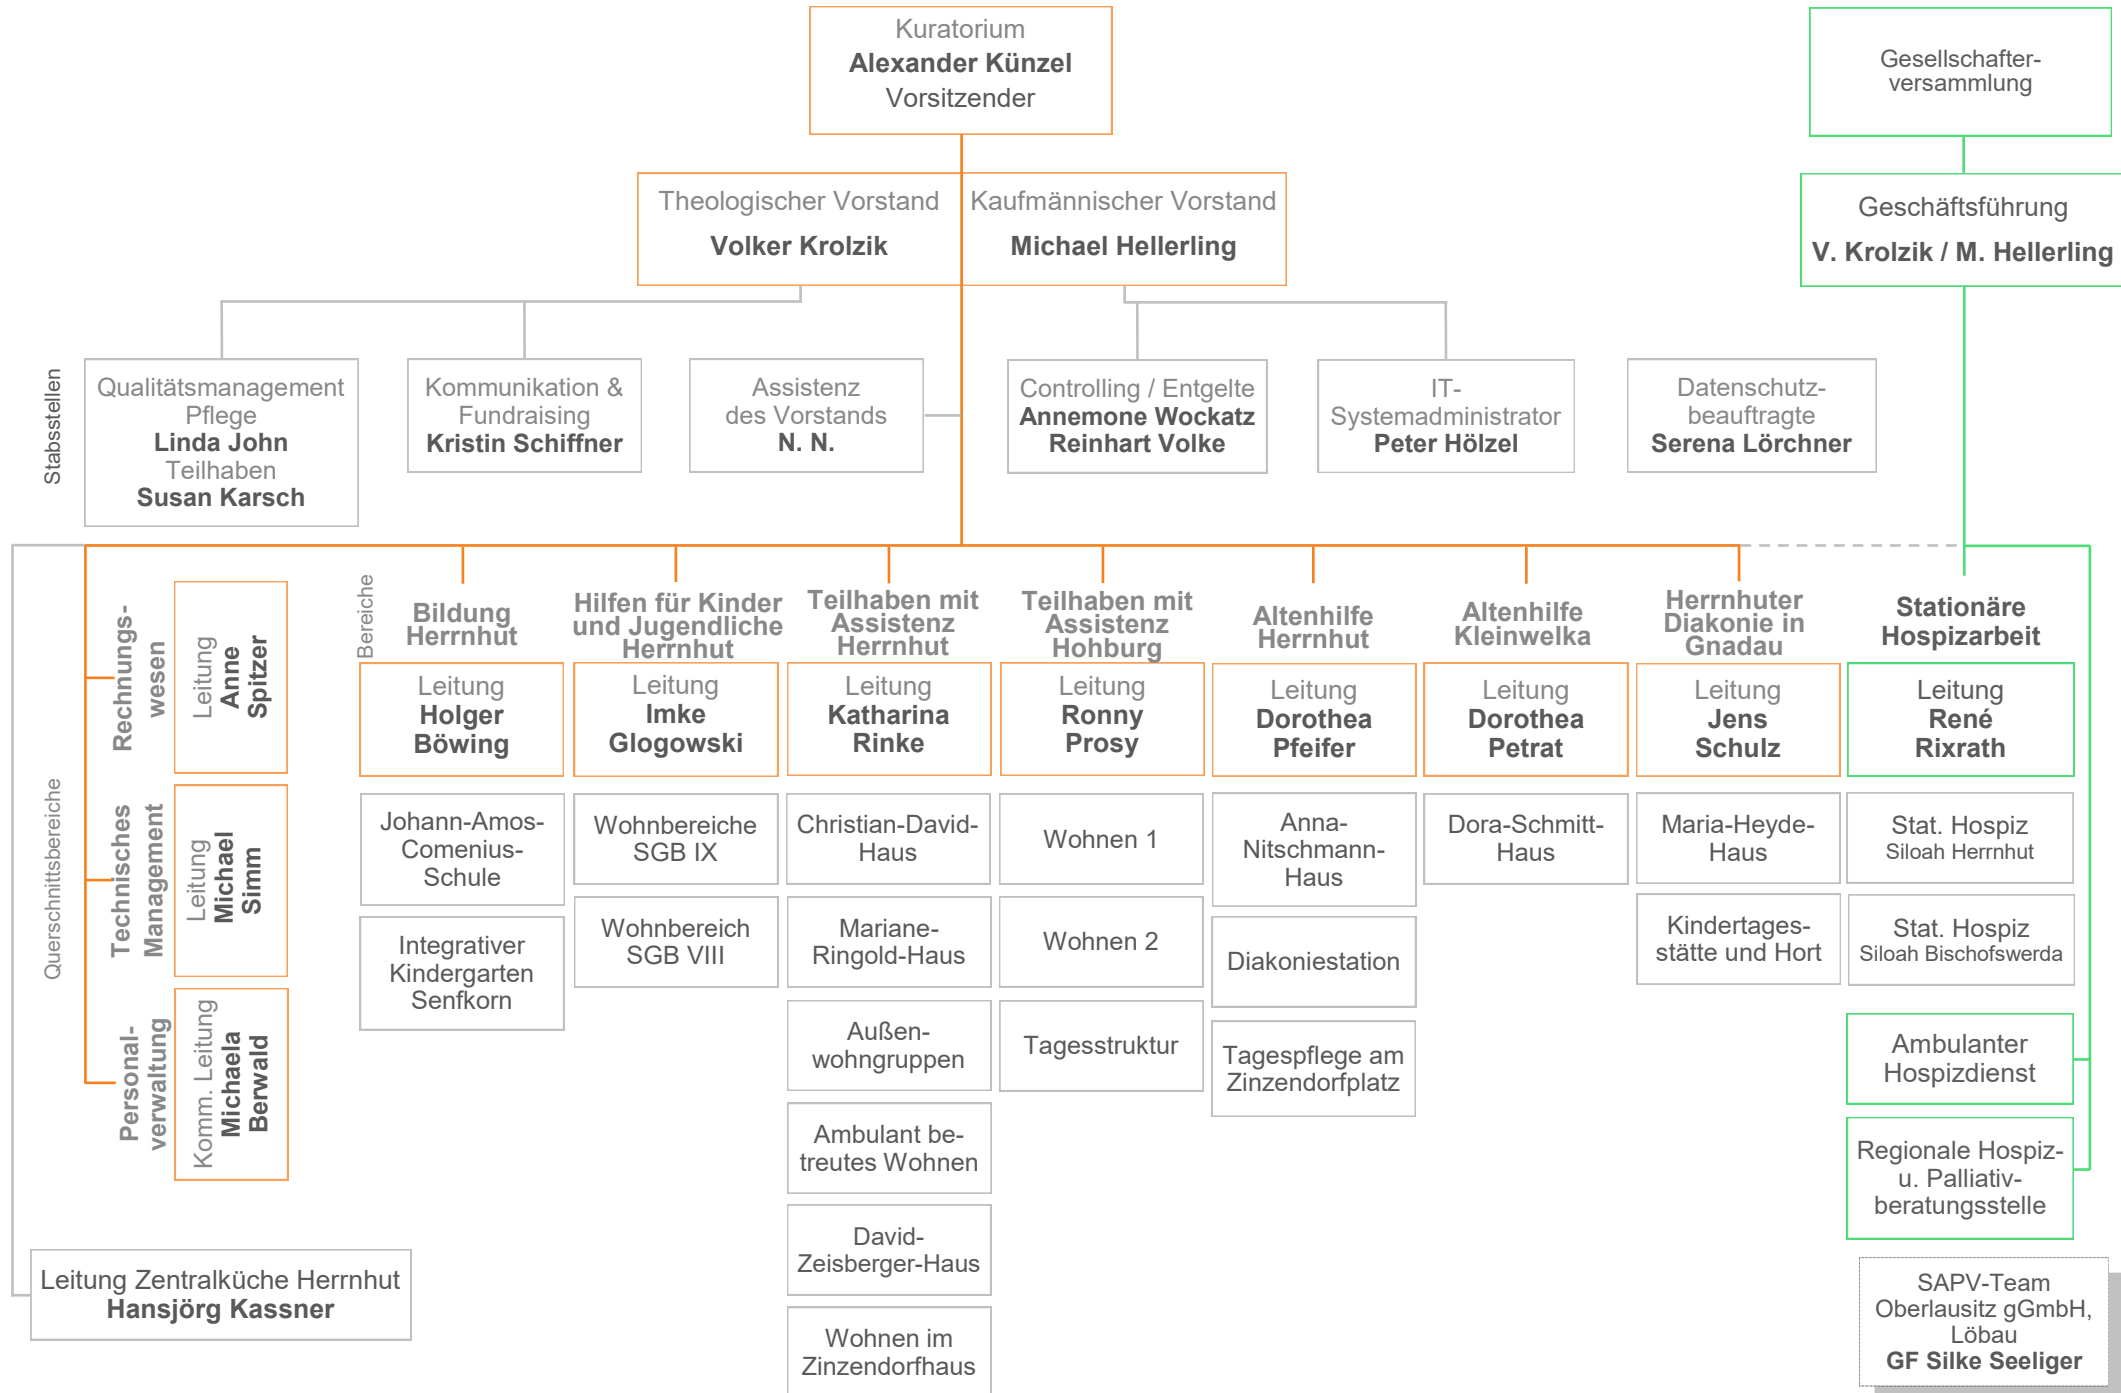 Kuratorium
Alexander Künzel
Vorsitzender
Gesellschafter-
versammlung
Theologischer Vorstand
Volker Krolzik
Kaufmännischer Vorstand
Michael Hellerling
Geschäftsführung
V. Krolzik / M. Hellerling
Stabsstellen
Qualitätsmanagement
Pflege
Linda John
Teilhaben
Susan Karsch
Kommunikation &
Fundraising
Kristin Schiffner
Assistenz
des Vorstands
N. N.
Controlling / Entgelte
Annemone Wockatz
Reinhart Volke
IT-
Systemadministrator
Peter Hölzel
Datenschutz-
beauftragte
Serena Lörchner
Querschnittsbereiche
Rechnungs-
wesen
Leitung
Anne
Spitzer
Technisches
Management
Leitung
Michael
Simm
Personal-
verwaltung
Komm. Leitung
Michaela
Berwald
Leitung Zentralküche Herrnhut
Hansjörg Kassner
Bereiche
Bildung
Herrnhut
Leitung
Holger
Böwing
Johann-Amos-
Comenius-
Schule
Integrativer
Kindergarten
Senfkorn
Hilfen für Kinder
und Jugendliche
Herrnhut
Leitung
Imke
Glogowski
Wohnbereiche
SGB IX
Wohnbereich
SGB VIII
Teilhaben mit
Assistenz
Herrnhut
Leitung
Katharina
Rinke
Christian-David-
Haus
Mariane-
Ringold-Haus
Außen-
wohngruppen
Ambulant be-
treutes Wohnen
David-
Zeisberger-Haus
Wohnen im
Zinzendorfhaus
Teilhaben mit
Assistenz
Hohburg
Leitung
Ronny
Prosy
Wohnen 1
Wohnen 2
Tagesstruktur
Altenhilfe
Herrnhut
Leitung
Dorothea
Pfeifer
Anna-
Nitschmann-
Haus
Diakoniestation
Tagespflege am
Zinzendorfplatz
Altenhilfe
Kleinwelka
Leitung
Dorothea
Petrat
Dora-Schmitt-
Haus
Herrnhuter
Diakonie in
Gnadau
Leitung
Jens
Schulz
Maria-Heyde-
Haus
Kindertages-
stätte und Hort
Stationäre
Hospizarbeit
Leitung
René
Rixrath
Stat. Hospiz
Siloah Herrnhut
Stat. Hospiz
Siloah Bischofswerda
Ambulanter
Hospizdienst
Regionale Hospiz-
u. Palliativ-
beratungsstelle
SAPV-Team
Oberlausitz gGmbH,
Löbau
GF Silke Seeliger